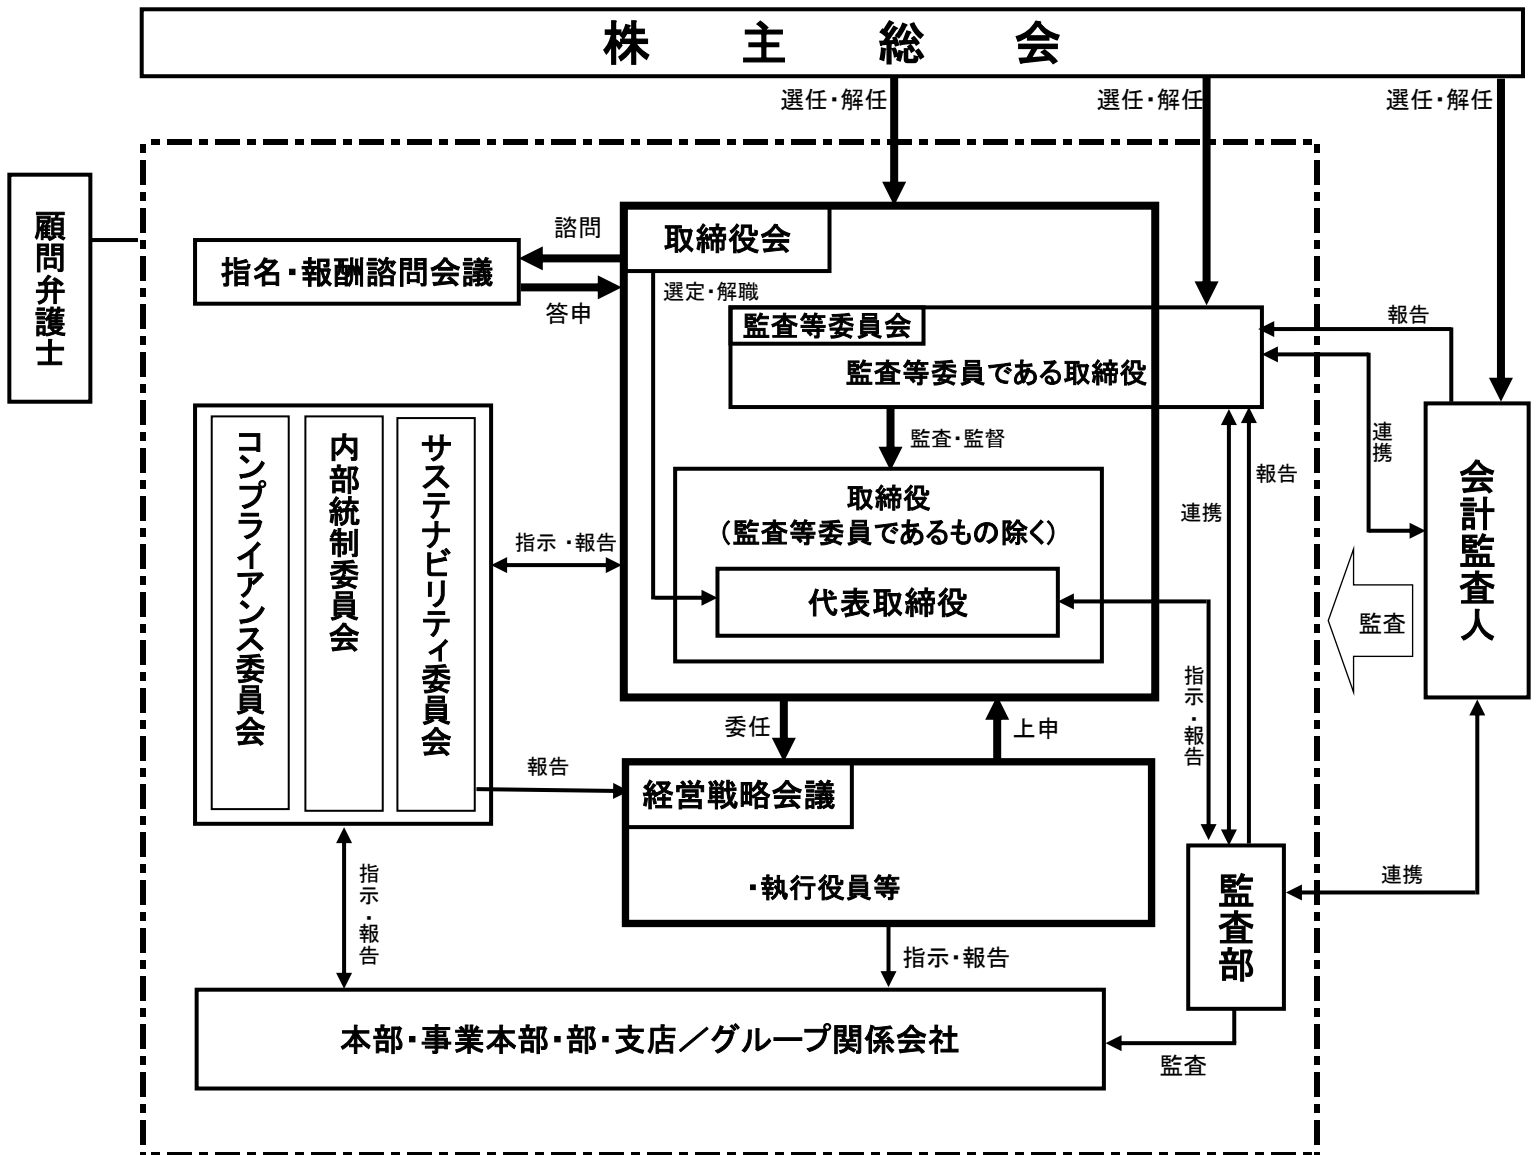 株主総会
選任・解任
選任・解任
選任・解任
顧問弁護士
諮問
指名・報酬諮問会議
答申
取締役会
選定・解職
監査等委員会
監査等委員である取締役
報告
連携
監査・監督
取締役
（監査等委員であるもの除く）
代表取締役
コンプライアンス委員会
内部統制委員会
サステナビリティ委員会
指示・報告
連携
報告
会計監査人
監査
指示・報告
委任
上申
報告
経営戦略会議
・執行役員等
指示・報告
監査部
連携
指示・報告
本部・事業本部・部・支店／グループ関係会社
監査